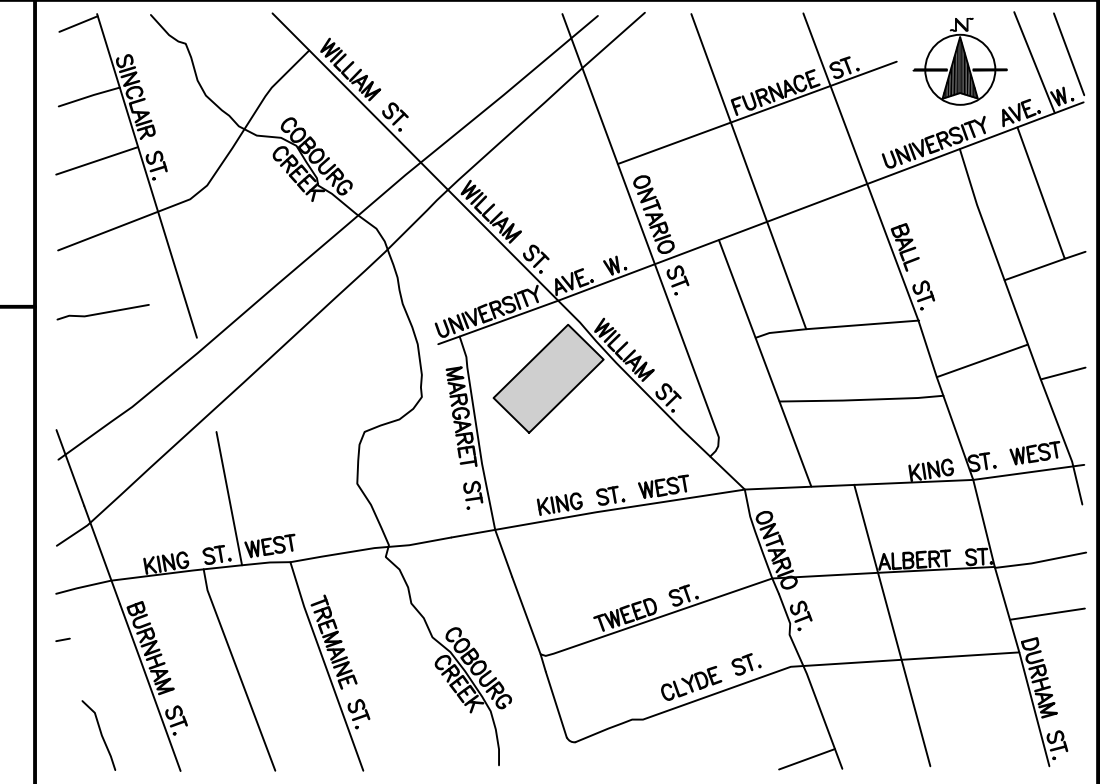 N
SINCLAIR ST.
WILLIAM ST.
FURNACE ST.
UNIVERSITY AVE. W.
COBOURG
CREEK
WILLIAM ST.
ONTARIO ST.
BALL ST.
UNIVERSITY AVE. W.
WILLIAM ST.
MARGARET ST.
KING ST. WEST
KING ST. WEST
KING ST. WEST
ONTARIO ST.
ALBERT ST.
TWEED ST.
BURNHAM ST.
TREMAINE ST.
COBOURG
CREEK
CLYDE ST.
DURHAM ST.